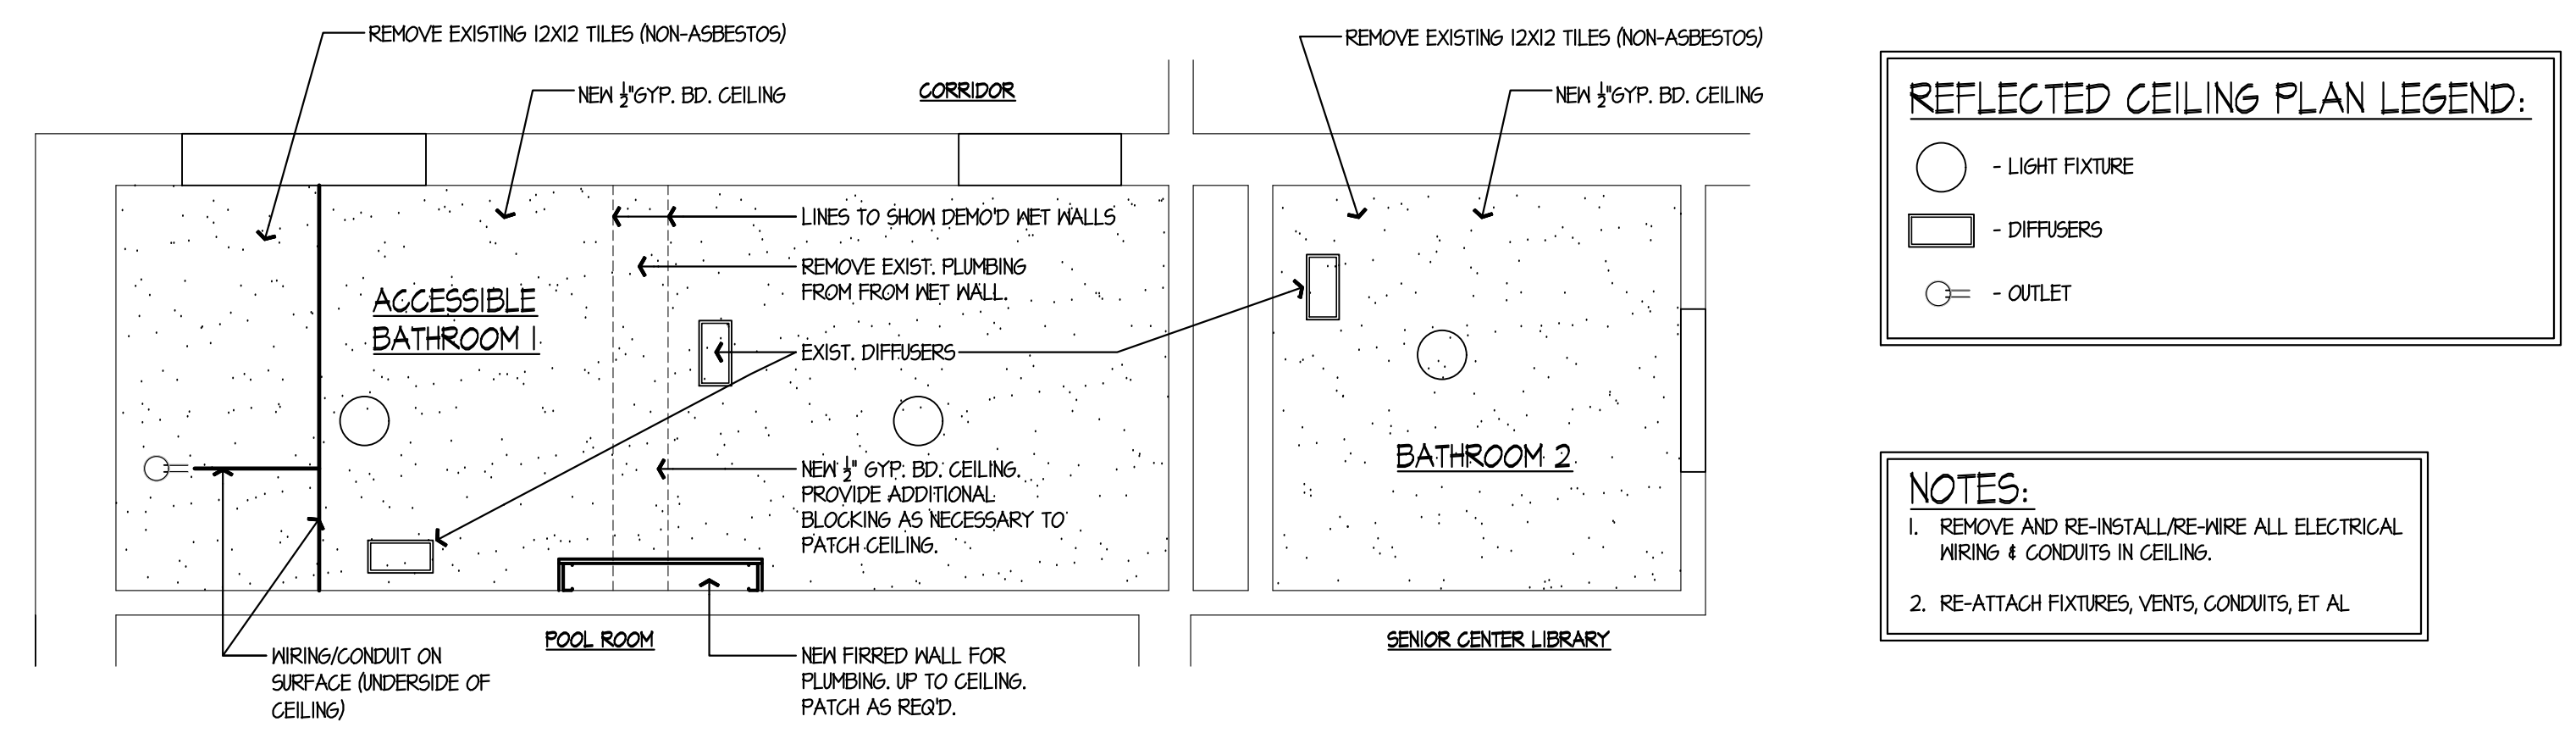 REMOVE EXISTING 12X12 TILES (NON-ASBESTOS)
NEW ½"GYP. BD. CEILING
CORRIDOR
REMOVE EXISTING 12X12 TILES (NON-ASBESTOS)
NEW ½"GYP. BD. CEILING
LINES TO SHOW DEMO'D WET WALLS
REMOVE EXIST. PLUMBING
FROM FROM WET WALL.
ACCESSIBLE
BATHROOM 1
EXIST. DIFFUSERS
NEW ½" GYP. BD. CEILING.
PROVIDE ADDITIONAL
BLOCKING AS NECESSARY TO
PATCH CEILING.
BATHROOM 2
POOL ROOM
SENIOR CENTER LIBRARY
WIRING/CONDUIT ON
SURFACE (UNDERSIDE OF
CEILING)
NEW FIRRED WALL FOR
PLUMBING. UP TO CEILING.
PATCH AS REQ'D.
REFLECTED CEILING PLAN LEGEND:
- LIGHT FIXTURE
- DIFFUSERS
- OUTLET
NOTES:
1. REMOVE AND RE-INSTALL/RE-WIRE ALL ELECTRICAL
WIRING & CONDUITS IN CEILING.
2. RE-ATTACH FIXTURES, VENTS, CONDUITS, ET AL